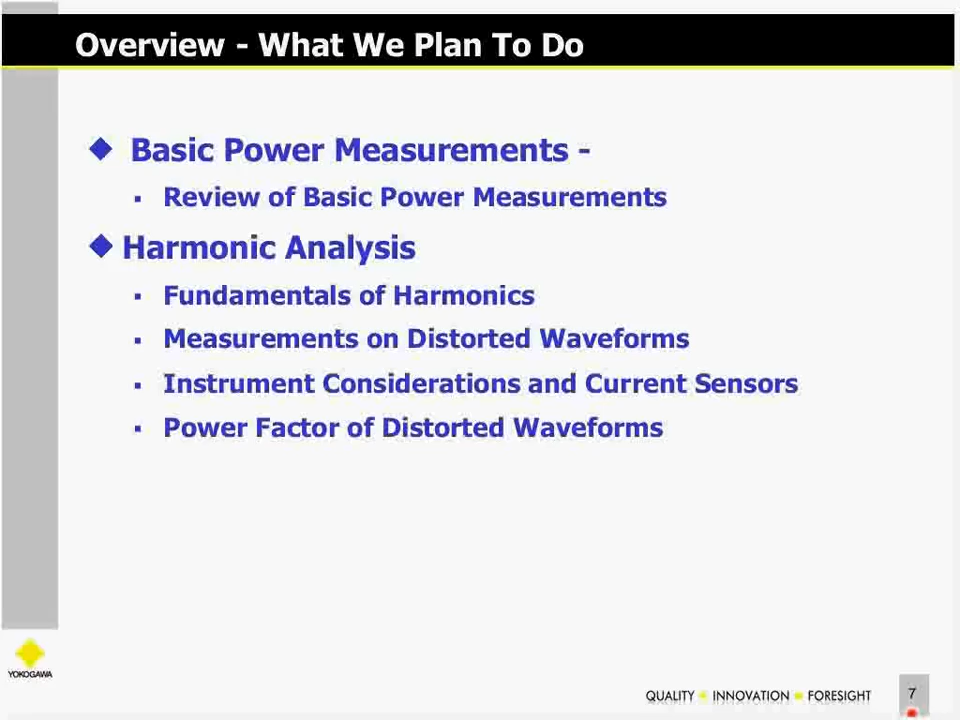 Overview - What We Plan To Do
Basic Power Measurements -
Review of Basic Power Measurements
Harmonic Analysis
Fundamentals of Harmonics
Measurements on Distorted Waveforms
Instrument Considerations and Current Sensors
Power Factor of Distorted Waveforms
YOKOGAWA
QUALITY INNOVATION FORESIGHT
7